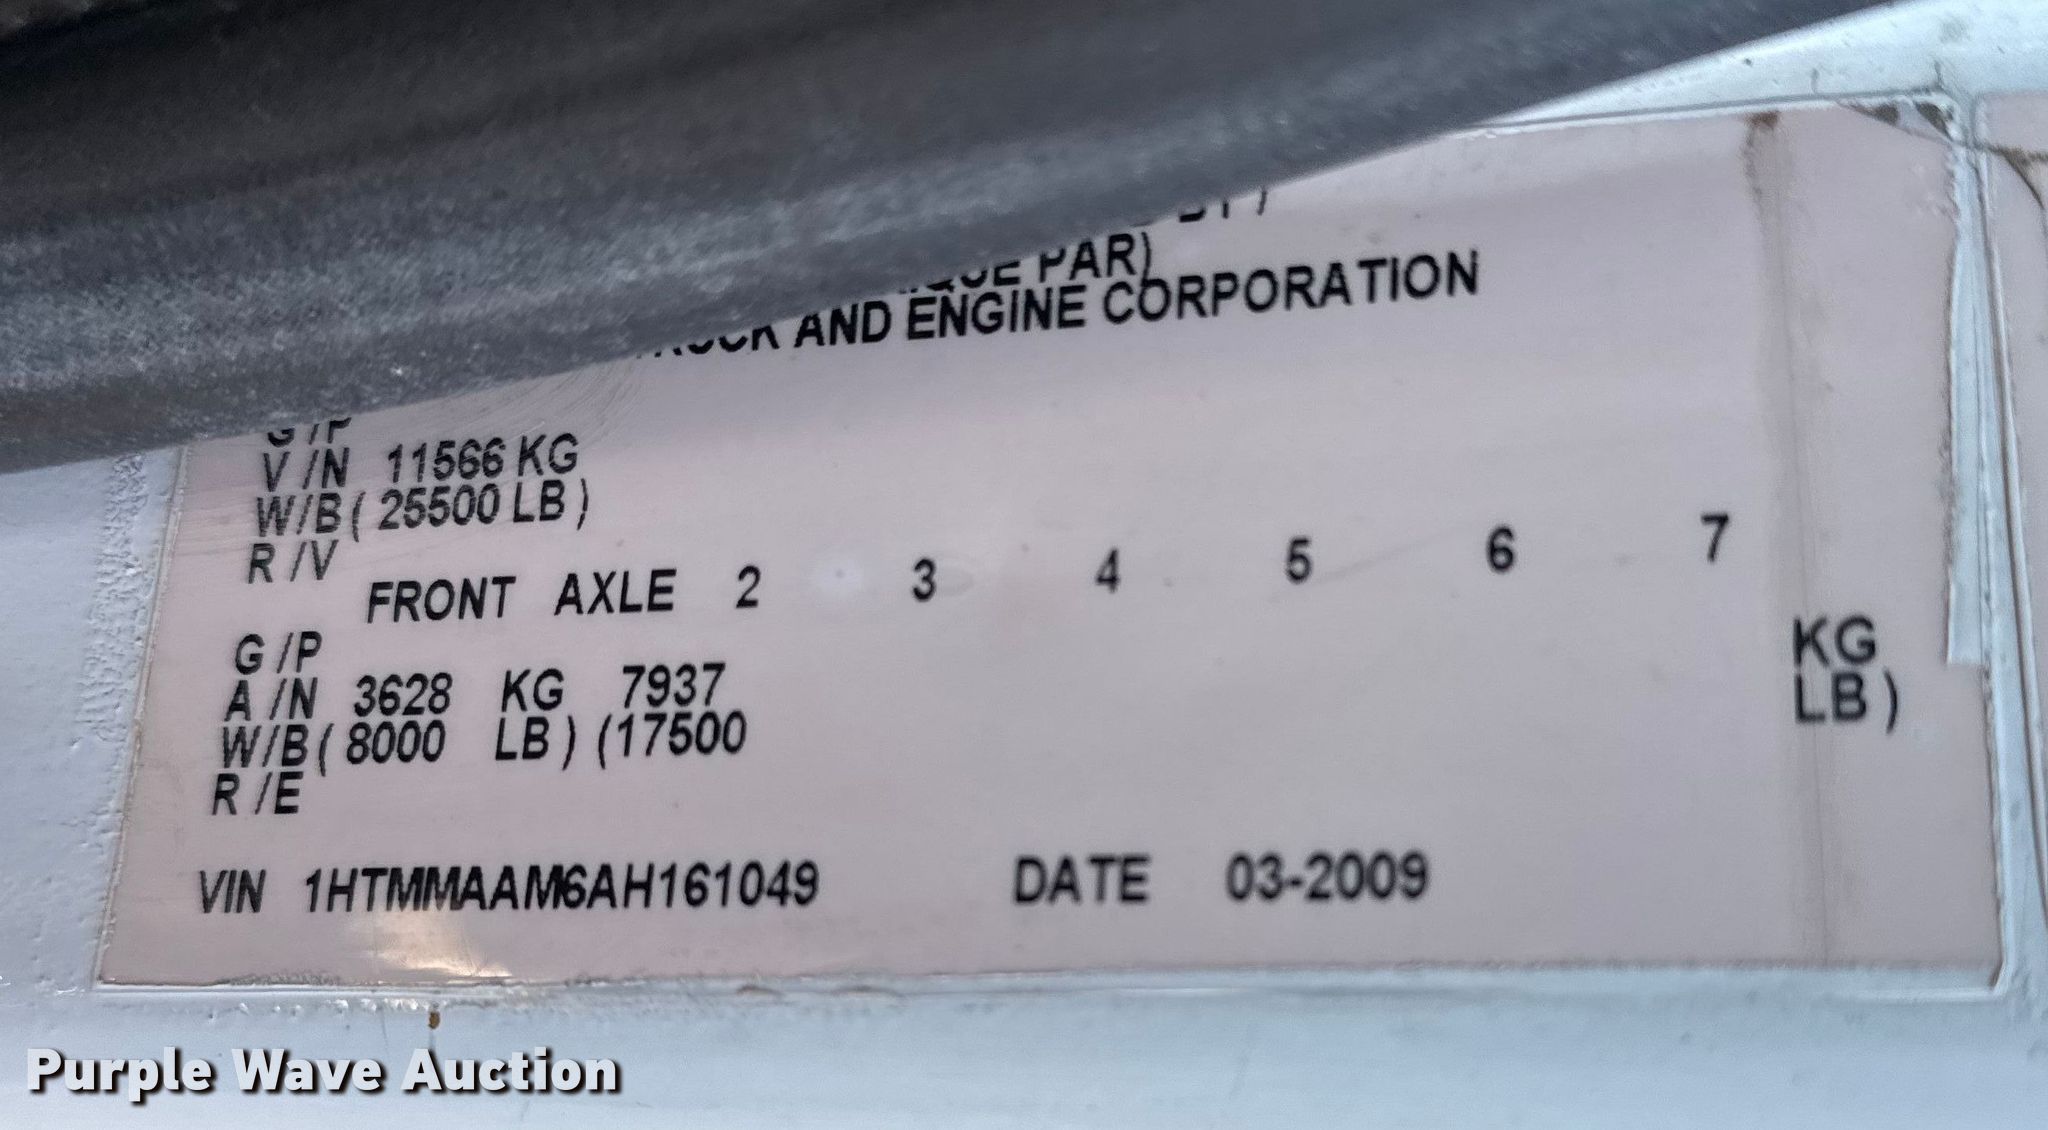 PAR)
AND ENGINE CORPORATION
G/P
V/N 11566 KG
W/B ( 25500 LB )
R/V
FRONT AXLE 2 3 4 5 6 7
G/P
A/N 3628 KG 7937 KG
W/B ( 8000 LB ) (17500 LB )
R/E
VIN 1HTMMAAM6AH161049 DATE 03-2009
Purple Wave Auction